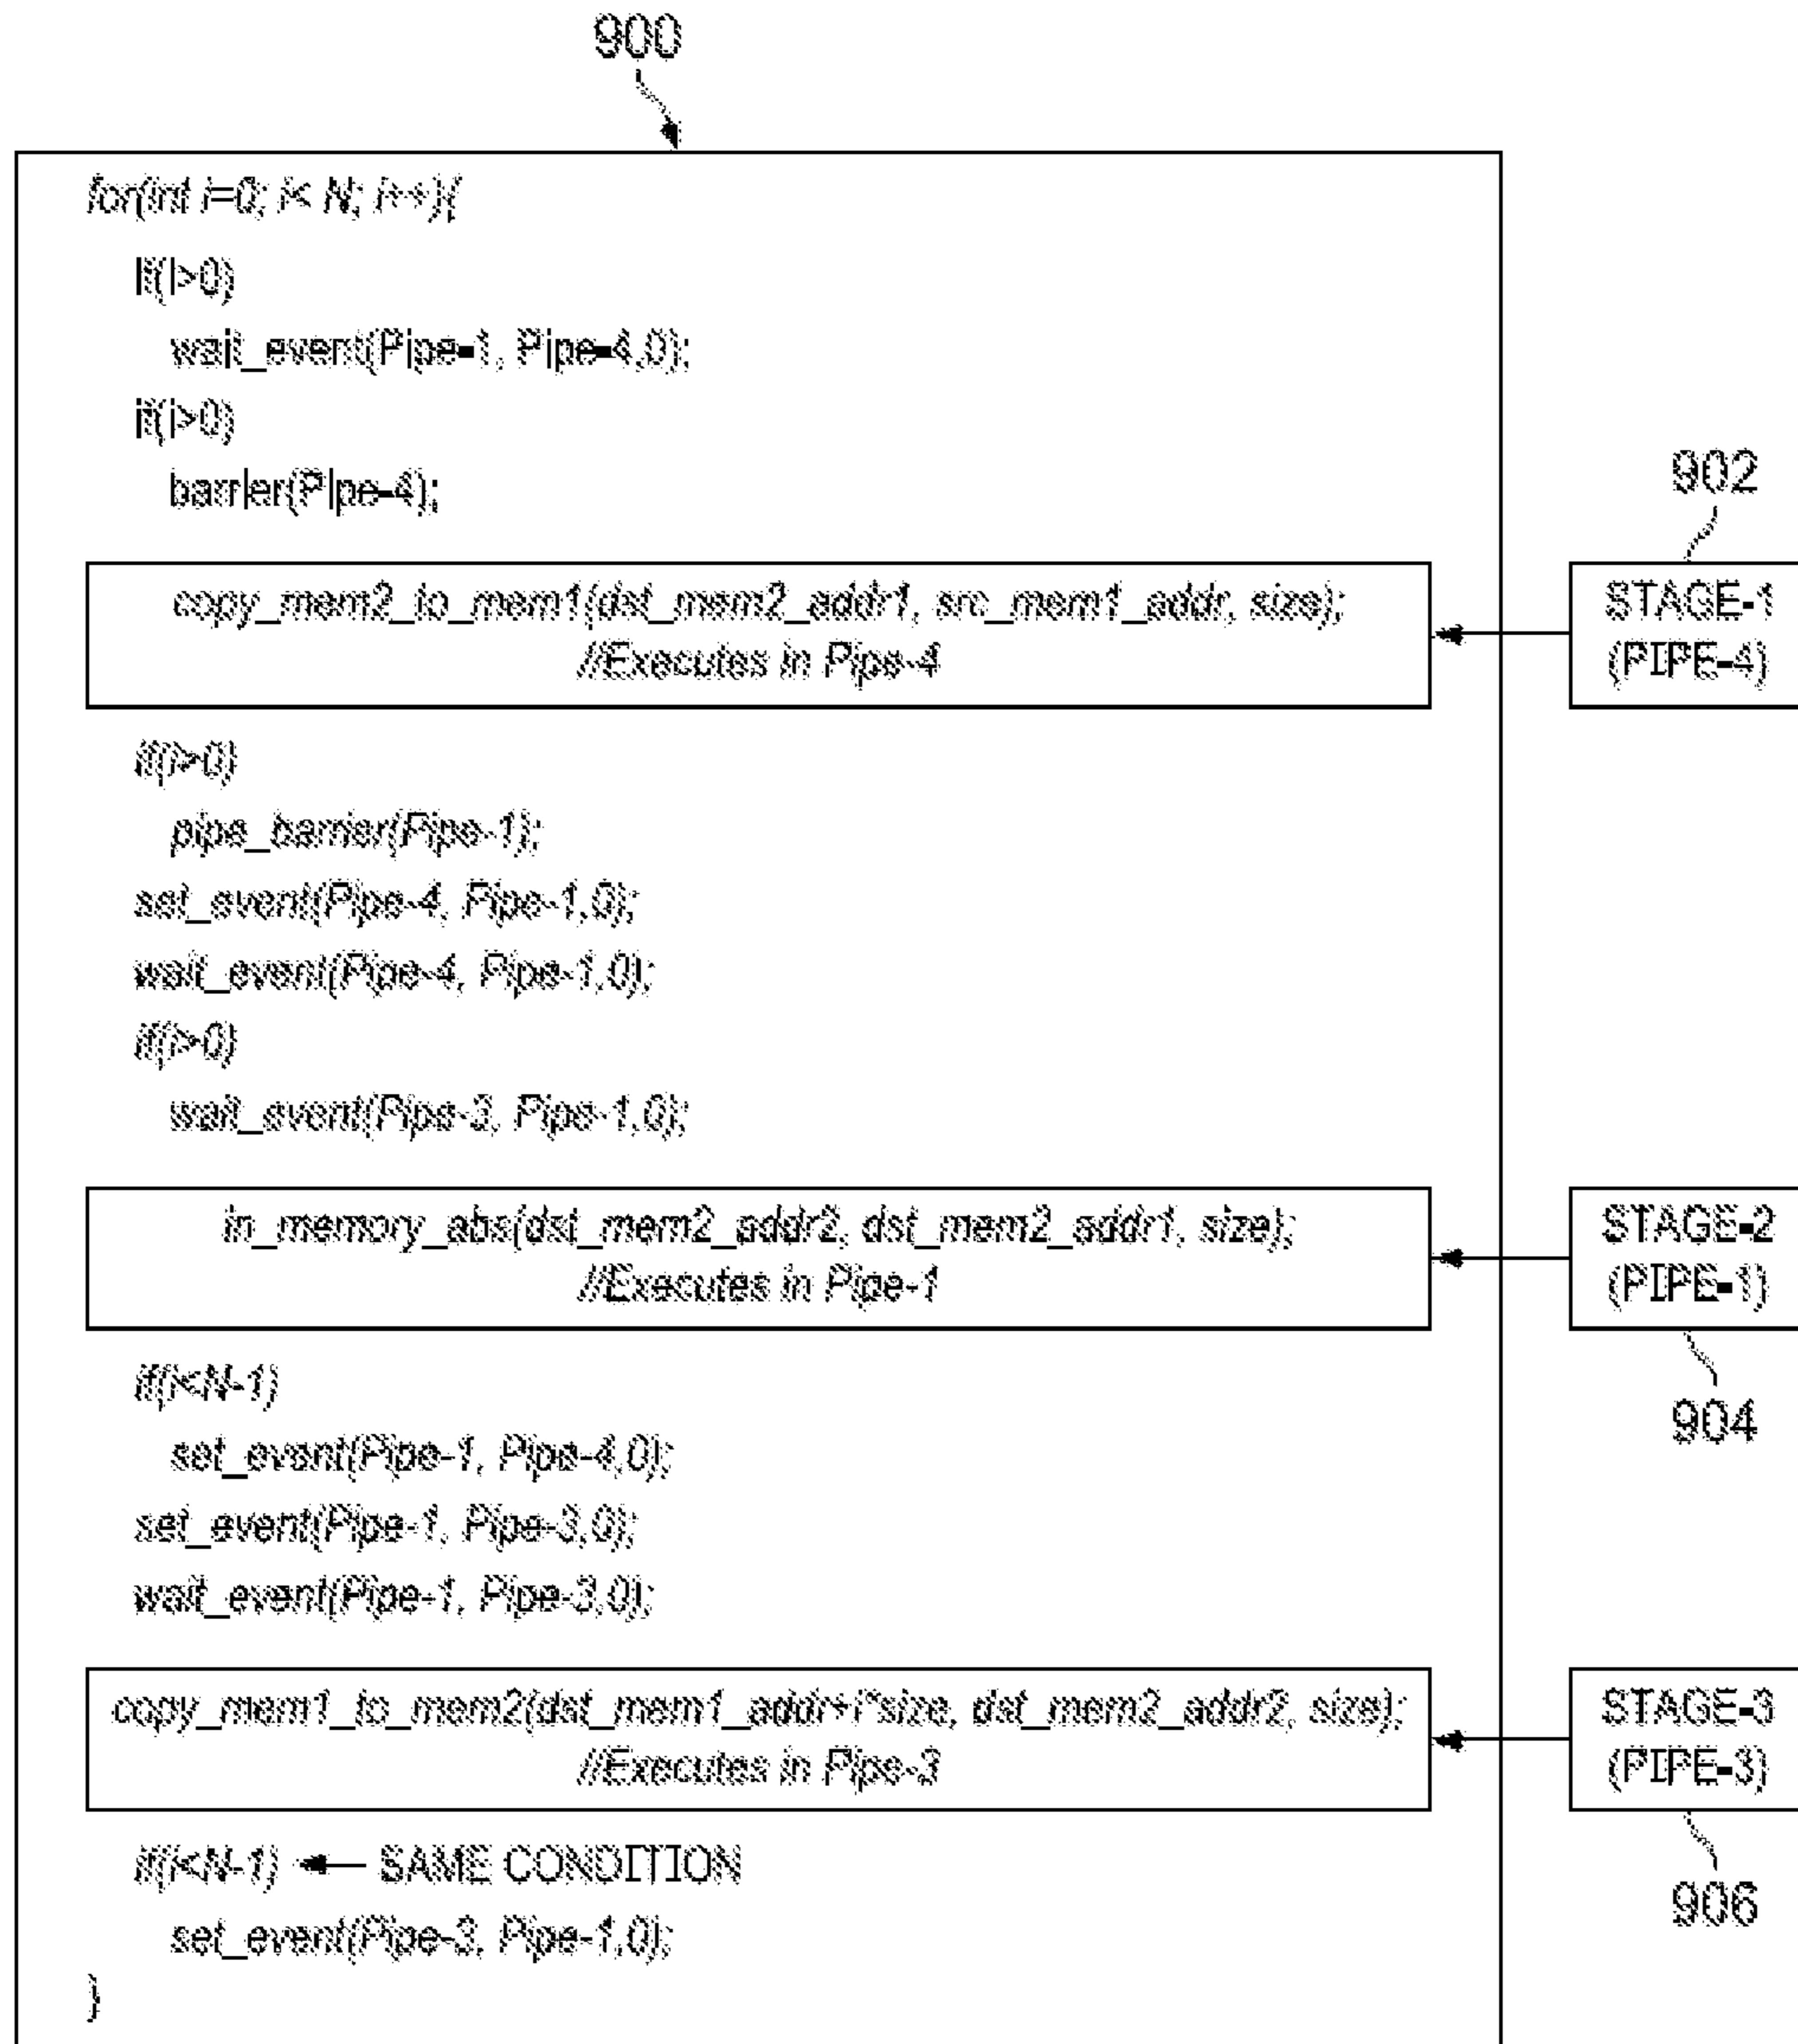 900
for(int i=0; i< N; i++){
if(i>0)
wait_event(Pipe-1, Pipe-4,0);
if(i>0)
barrier(Pipe-4);
902
copy_mem2_to_mem1(dst_mem2_addr1, src_mem1_addr, size);
//Executes in Pipe-4
STAGE-1
(PIPE-4)
if(i>0)
pipe_barrier(Pipe-1);
set_event(Pipe-4, Pipe-1,0);
wait_event(Pipe-4, Pipe-1,0);
if(i>0)
wait_event(Pipe-3, Pipe-1,0);
in_memory_abs(dst_mem2_addr2, dst_mem2_addr1, size);
//Executes in Pipe-1
STAGE-2
(PIPE-1)
904
if(i<N-1)
set_event(Pipe-1, Pipe-4,0);
set_event(Pipe-1, Pipe-3,0);
wait_event(Pipe-1, Pipe-3,0);
copy_mem1_to_mem2(dst_mem1_addr+i*size, dst_mem2_addr2, size);
//Executes in Pipe-3
STAGE-3
(PIPE-3)
906
if(i<N-1) SAME CONDITION
set_event(Pipe-3, Pipe-1,0);
}